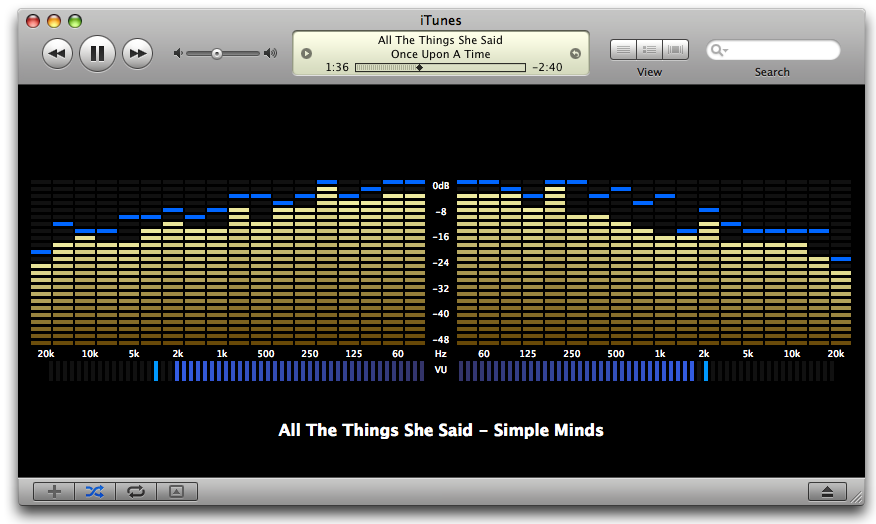 iTunes
All The Things She Said
Once Upon A Time
1:36 -2:40
View
Search
0dB
-8
-16
-24
-32
-40
-48
20k 10k 5k 2k 1k 500 250 125 60 Hz 60 125 250 500 1k 2k 5k 10k 20k
VU
All The Things She Said - Simple Minds